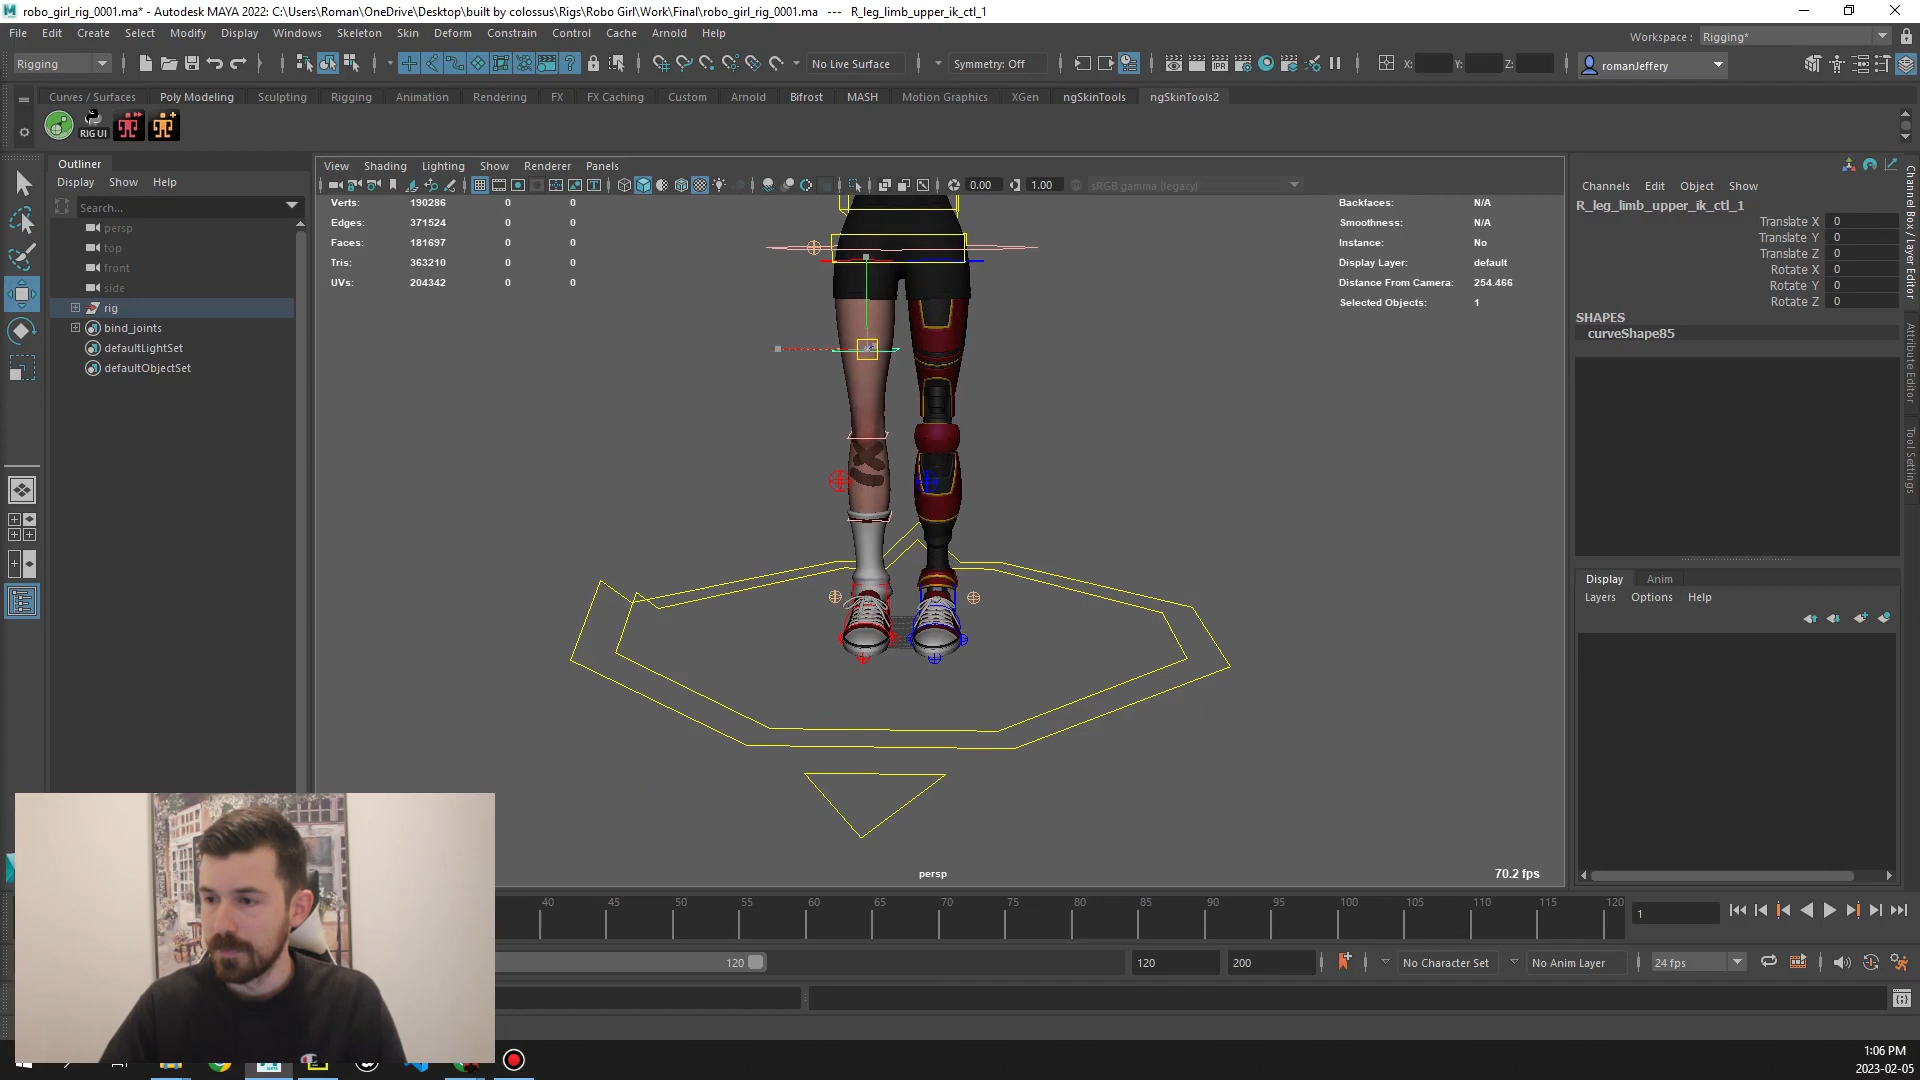 robo_girl_rig_0001.ma* - Autodesk MAYA 2022: C:\Users\Roman\OneDrive\Desktop\built by colossus\Rigs\Robo Girl\Work\Final\robo_girl_rig_0001.ma   ---   R_leg_limb_upper_ik_ctl_1
File Edit Create Select Modify Display Windows Skeleton Skin Deform Constrain Control Cache Arnold Help
Workspace : Rigging*
Rigging
No Live Surface
Symmetry: Off
X: Y: Z:
romanJeffery
Curves / Surfaces Poly Modeling Sculpting Rigging Animation Rendering FX FX Caching Custom Arnold Bifrost MASH Motion Graphics XGen ngSkinTools ngSkinTools2
RIG UI
Outliner
Display Show Help
Search...
persp
top
front
side
rig
bind_joints
defaultLightSet
defaultObjectSet
View Shading Lighting Show Renderer Panels
IPR
0.00 1.00 sRGB gamma (legacy)
Verts: 190286 0 0
Edges: 371524 0 0
Faces: 181697 0 0
Tris: 363210 0 0
UVs: 204342 0 0
Backfaces: N/A
Smoothness: N/A
Instance: No
Display Layer: default
Distance From Camera: 254.466
Selected Objects: 1
persp
70.2 fps
Channels Edit Object Show
R_leg_limb_upper_ik_ctl_1
Translate X 0
Translate Y 0
Translate Z 0
Rotate X 0
Rotate Y 0
Rotate Z 0
SHAPES
curveShape85
Display Anim
Layers Options Help
Channel Box / Layer Editor
Attribute Editor
Tool Settings
40 45 50 55 60 65 70 75 80 85 90 95 100 105 110 115 120
1
120
120
200
No Character Set
No Anim Layer
24 fps
1:06 PM
2023-02-05